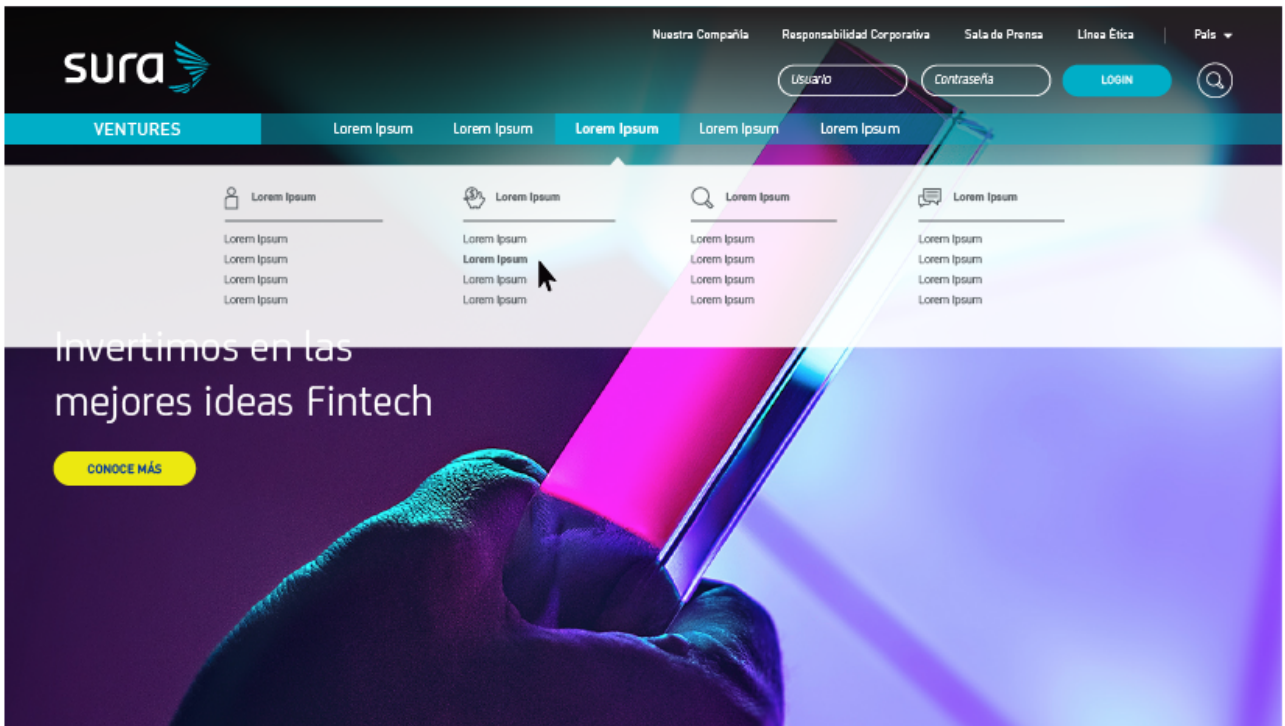 Nuestra Compañía Responsabilidad Corporativa Sala de Prensa Línea Ética País
sura
Usuario Contraseña LOGIN
VENTURES Lorem Ipsum Lorem Ipsum Lorem Ipsum Lorem Ipsum Lorem Ipsum
Lorem Ipsum Lorem Ipsum Lorem Ipsum Lorem Ipsum
Lorem Ipsum Lorem Ipsum Lorem Ipsum Lorem Ipsum
Lorem Ipsum Lorem Ipsum Lorem Ipsum Lorem Ipsum
Lorem Ipsum Lorem Ipsum Lorem Ipsum Lorem Ipsum
Lorem Ipsum Lorem Ipsum Lorem Ipsum Lorem Ipsum
Invertimos en las
mejores ideas Fintech
CONOCE MÁS